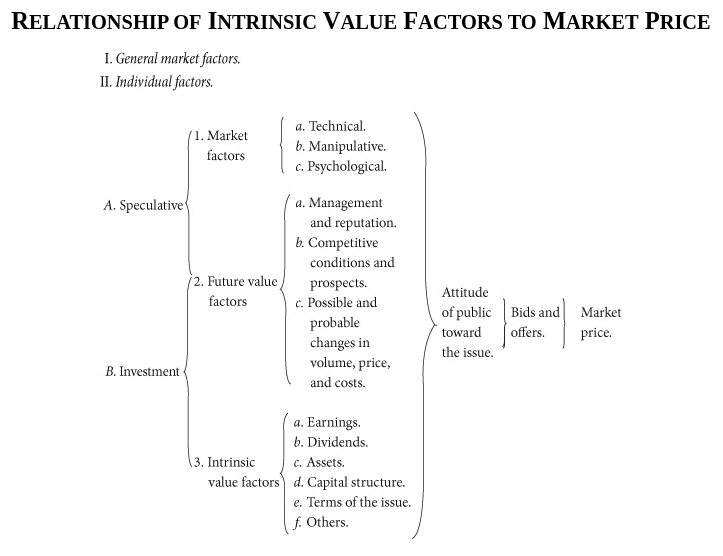 RELATIONSHIP OF INTRINSIC VALUE FACTORS TO MARKET PRICE
I. General market factors.
II. Individual factors.
A. Speculative
1. Market
factors
a. Technical.
b. Manipulative.
c. Psychological.
2. Future value
factors
a. Management
and reputation.
b. Competitive
conditions and
prospects.
c. Possible and
probable
changes in
volume, price,
and costs.
B. Investment
3. Intrinsic
value factors
a. Earnings.
b. Dividends.
c. Assets.
d. Capital structure.
e. Terms of the issue.
f. Others.
Attitude
of public
toward
the issue.
Bids and
offers.
Market
price.